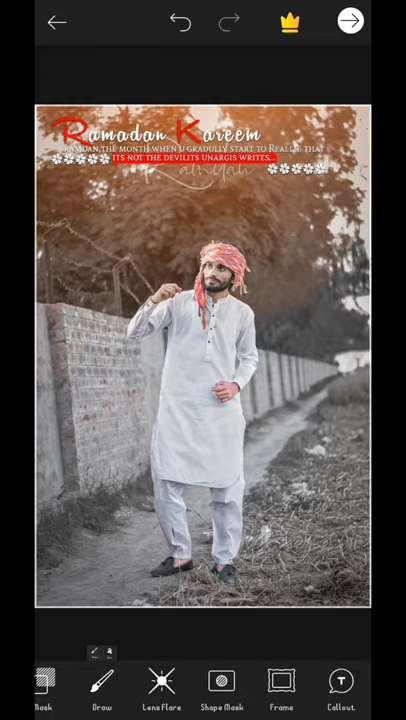 Ramadan Kareem
RAMDAN,THE MONTH WHEN U GRADULLY START TO REALIZE THAT
ITS NOT THE DEVILITS UNARGIS WRITES...
Ramzan
Mask
Draw
Lens Flare
Shape Mask
Frame
Callout